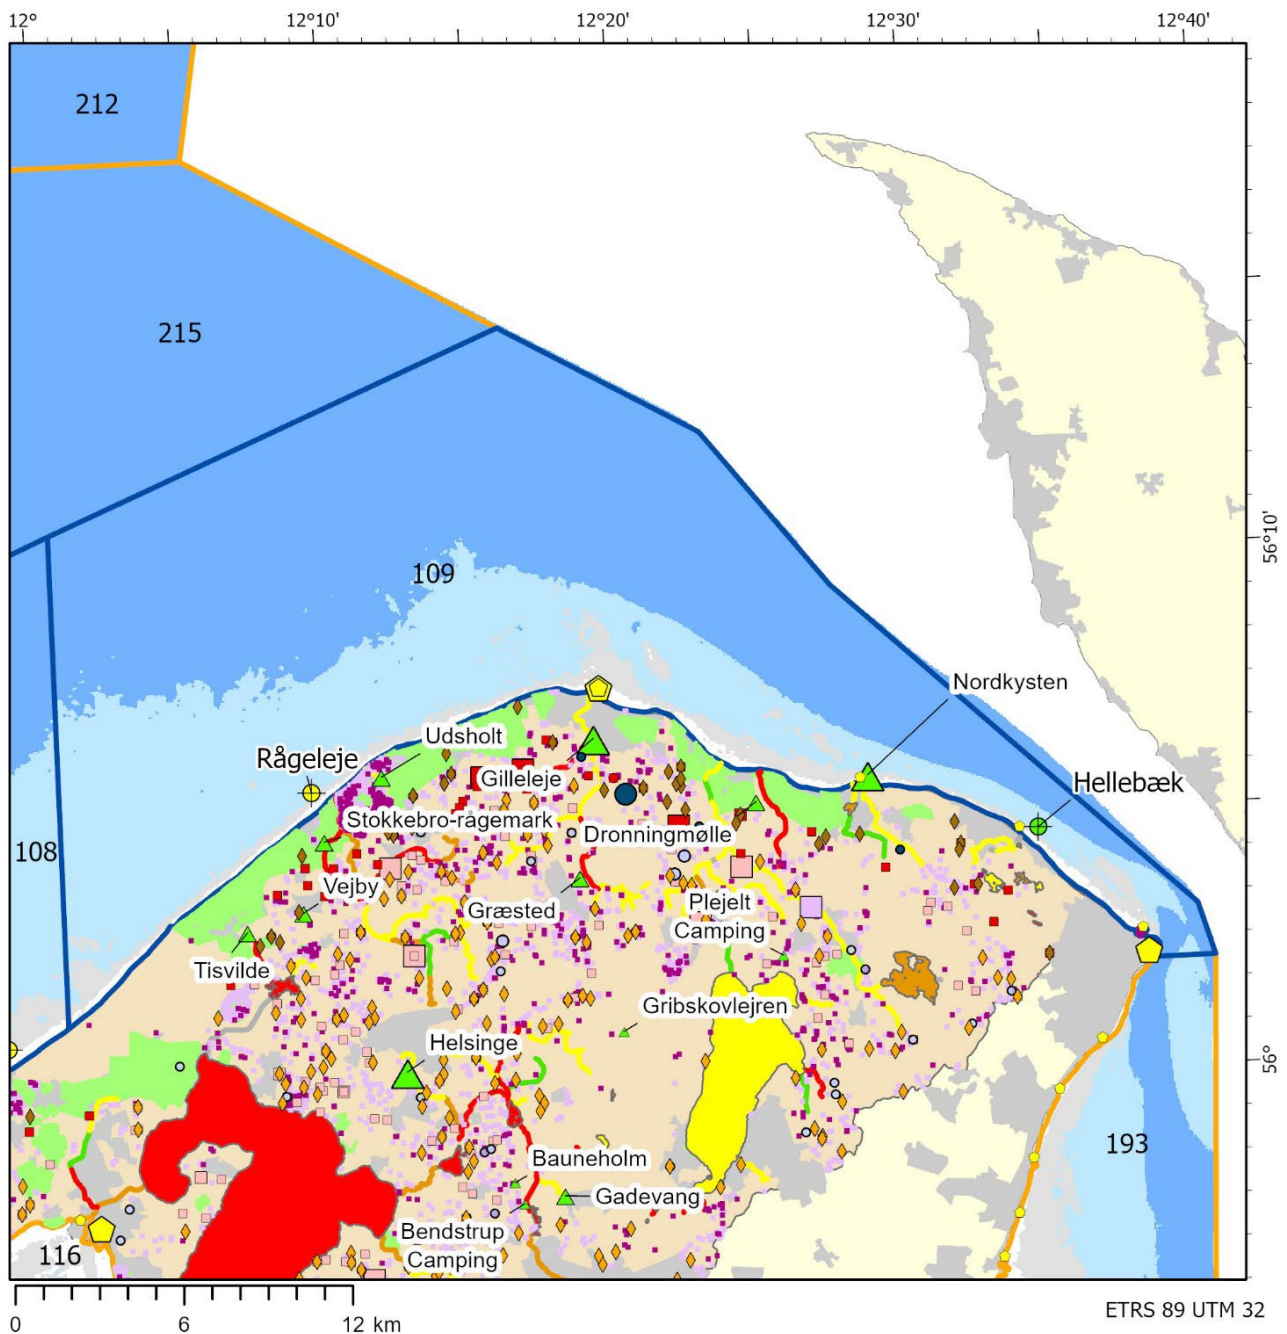 12°
12°10'
12°20'
12°30'
12°40'
212
215
56°10'
109
Nordkysten
Udsholt
Rågeleje
Gilleleje
Hellebæk
Stokkebro-rågemark
Dronningmølle
108
Vejby
Plejelt
Camping
Græsted
Tisvilde
Gribskovlejren
Helsinge
56°
193
Bauneholm
Gadevang
Bendstrup
Camping
116
0 6 12 km
ETRS 89 UTM 32